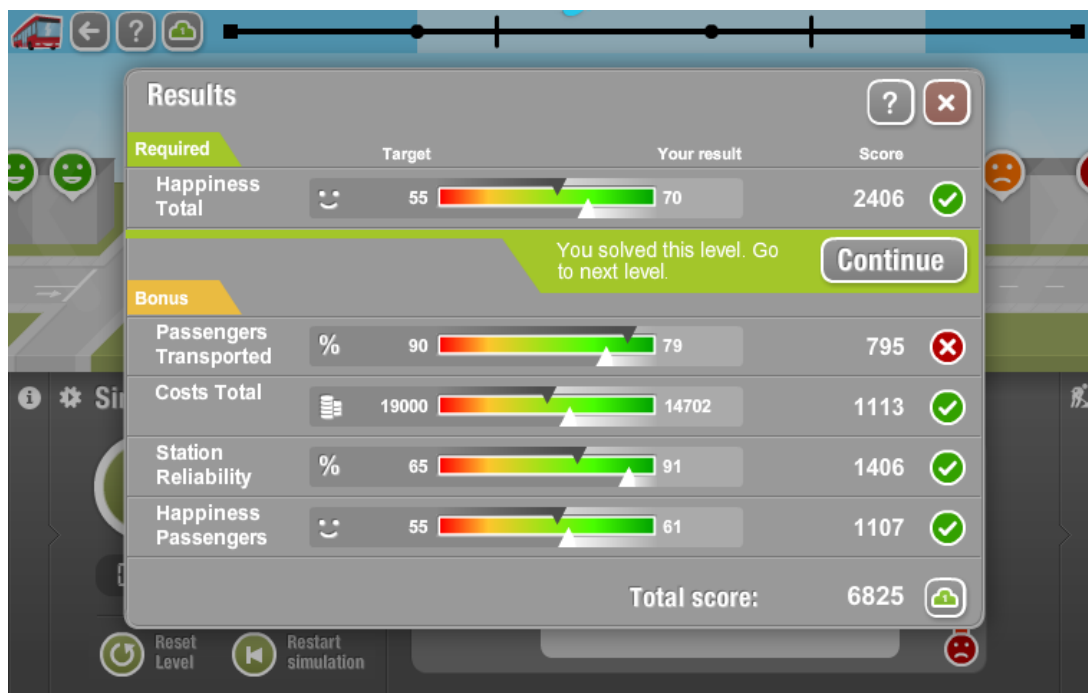 ?
1
Results
?
Required
Target
Your result
Score
Happiness
Total
55
70
2406
You solved this level. Go
to next level.
Continue
Bonus
Passengers
Transported
%
90
79
795
Costs Total
19000
14702
1113
Station
Reliability
%
65
91
1406
Happiness
Passengers
55
61
1107
Total score:
6825
1
Reset
Level
Restart
simulation